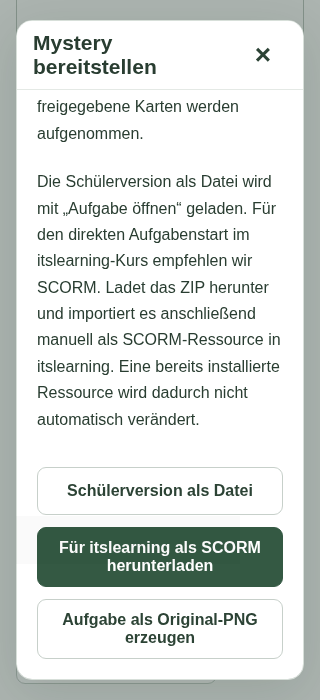 Mystery
bereitstellen
✕
freigegebene Karten werden
aufgenommen.
Die Schülerversion als Datei wird
mit „Aufgabe öffnen“ geladen. Für
den direkten Aufgabenstart im
itslearning-Kurs empfehlen wir
SCORM. Ladet das ZIP herunter
und importiert es anschließend
manuell als SCORM-Ressource in
itslearning. Eine bereits installierte
Ressource wird dadurch nicht
automatisch verändert.
Schülerversion als Datei
Für itslearning als SCORM
herunterladen
Aufgabe als Original-PNG
erzeugen